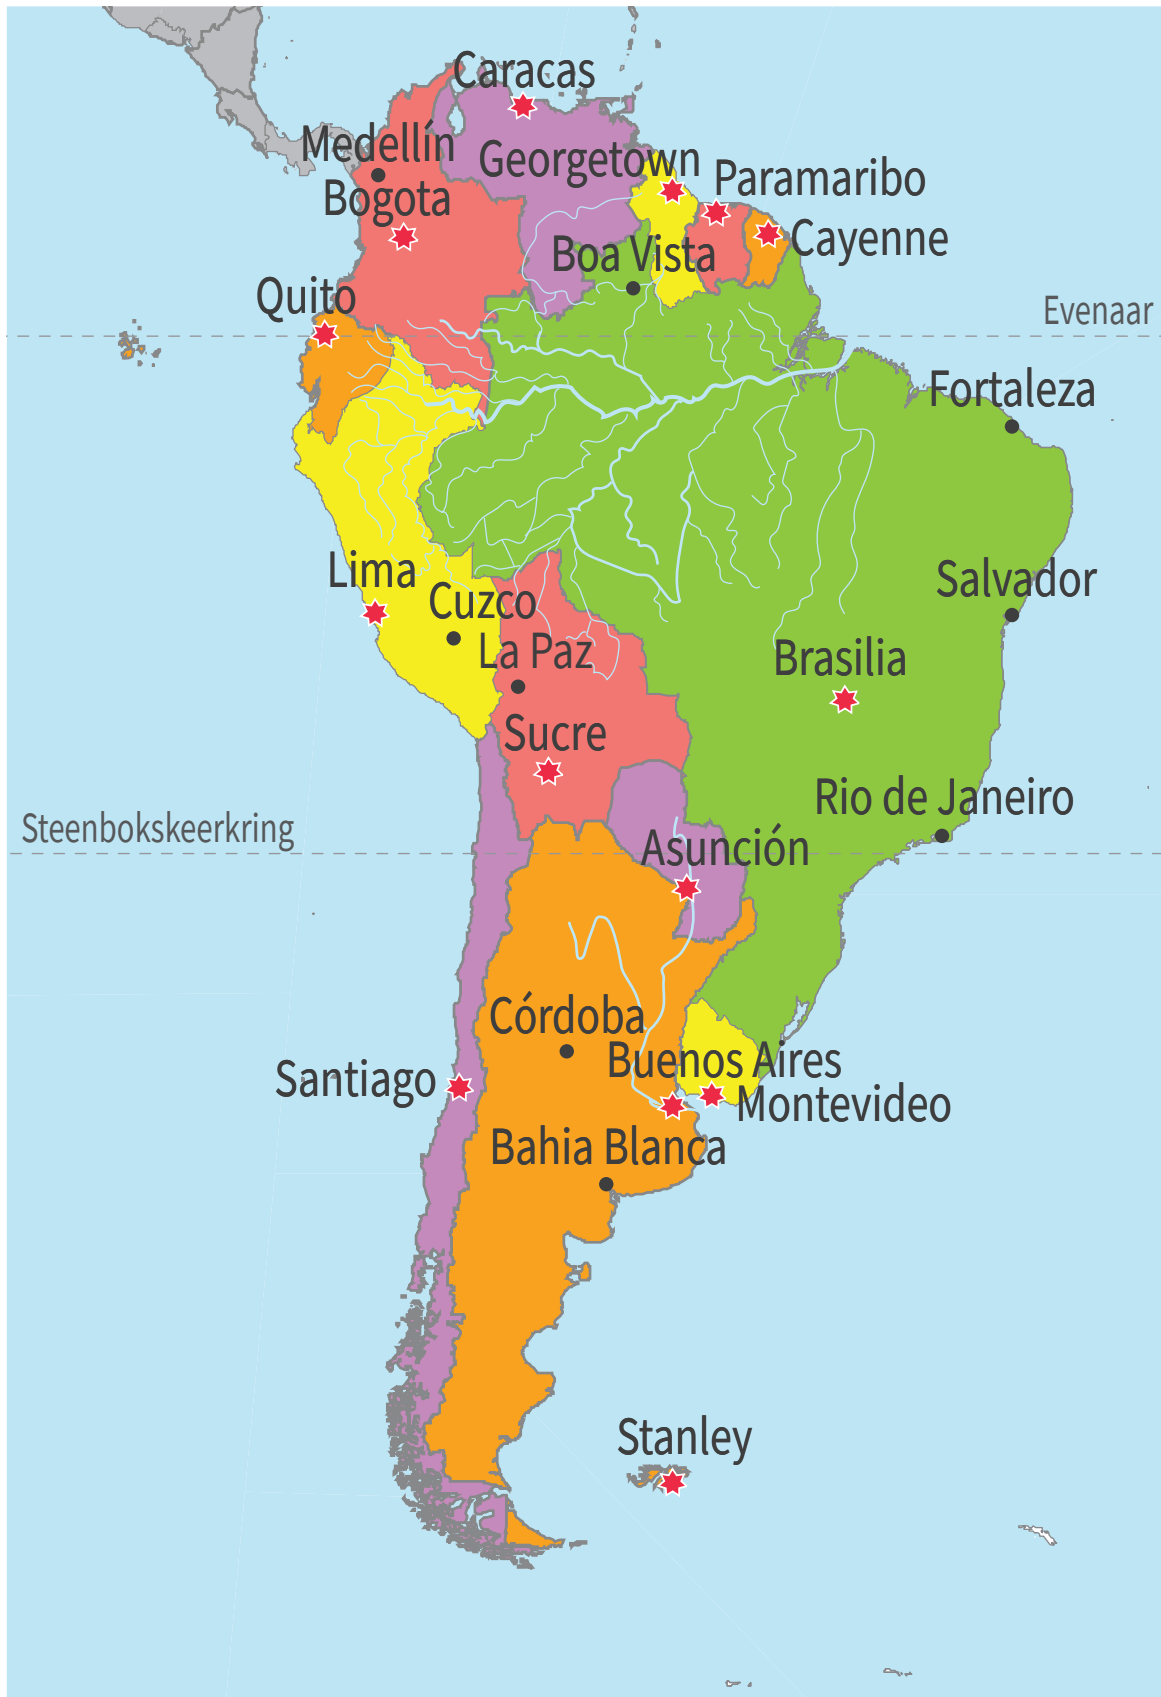 Caracas
Medellín
Georgetown
Paramaribo
Bogota
Cayenne
Boa Vista
Quito
Evenaar
Fortaleza
Lima
Salvador
Cuzco
La Paz
Brasilia
Sucre
Rio de Janeiro
Steenbokskeerkring
Asunción
Córdoba
Buenos Aires
Santiago
Montevideo
Bahia Blanca
Stanley